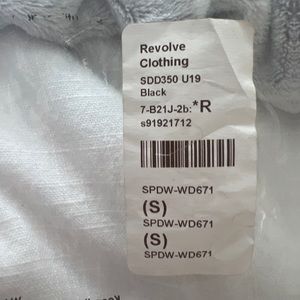 Revolve
Clothing
SDD350 U19
Black
7-B21J-2b:*R
s91921712
SPDW-WD671
(S)
SPDW-WD671
(S)
SPDW-WD671